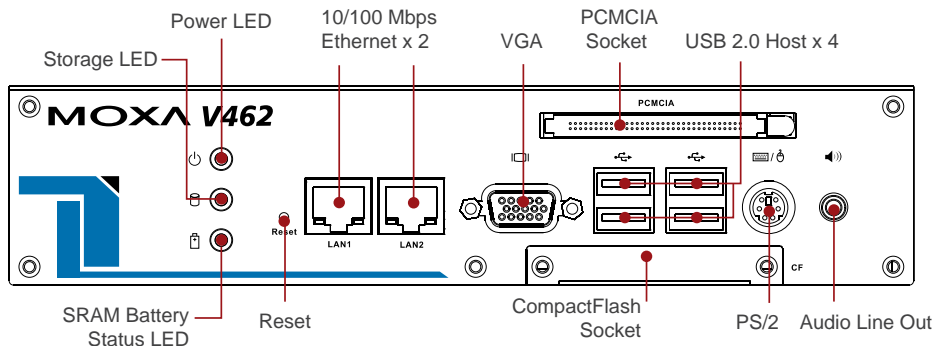 Power LED
10/100 Mbps
Ethernet x 2
PCMCIA
Socket
VGA
USB 2.0 Host x 4
Storage LED
PCMCIA
MOXA V462
Reset
LAN1
LAN2
CF
SRAM Battery
Status LED
Reset
CompactFlash
Socket
PS/2
Audio Line Out